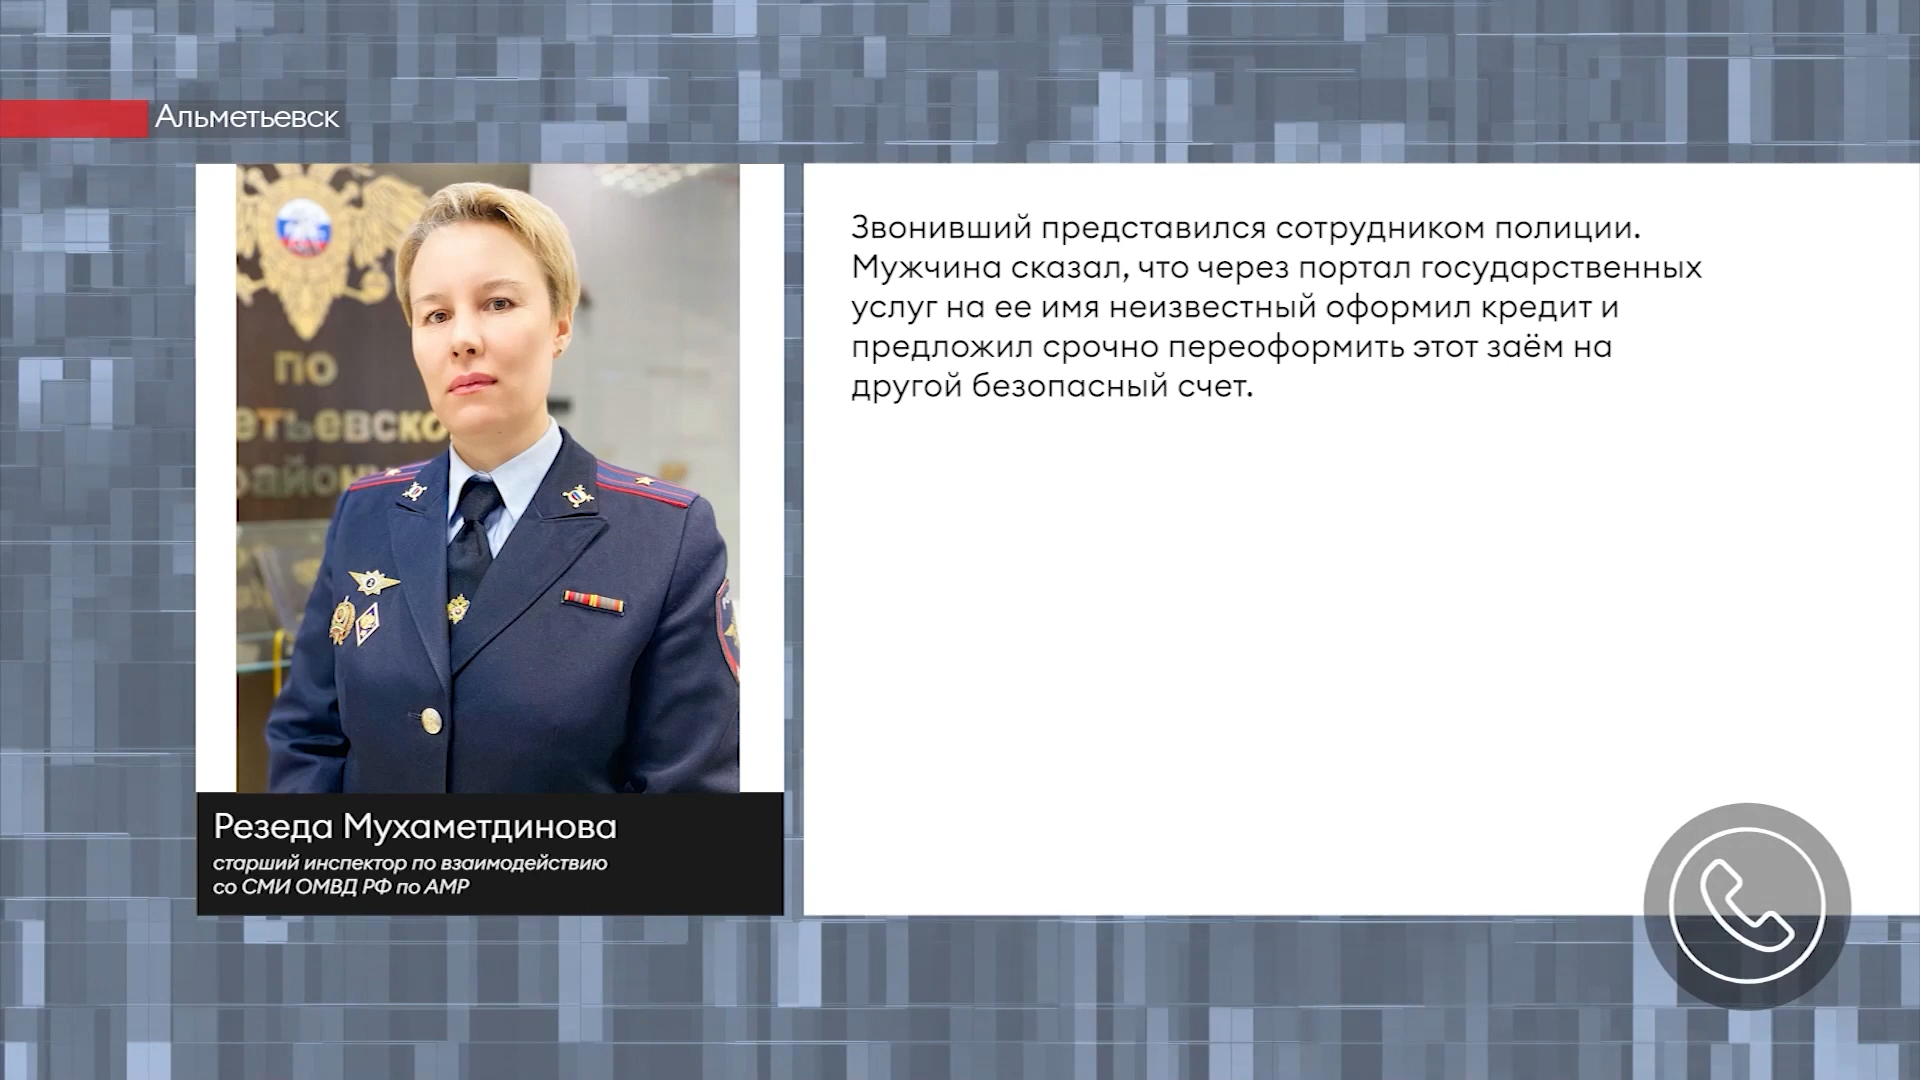 Альметьевск
по
район
Звонивший представился сотрудником полиции.
Мужчина сказал, что через портал государственных
услуг на ее имя неизвестный оформил кредит и
предложил срочно переоформить этот заём на
другой безопасный счет.
Резеда Мухаметдинова
старший инспектор по взаимодействию
со СМИ ОМВД РФ по АМР